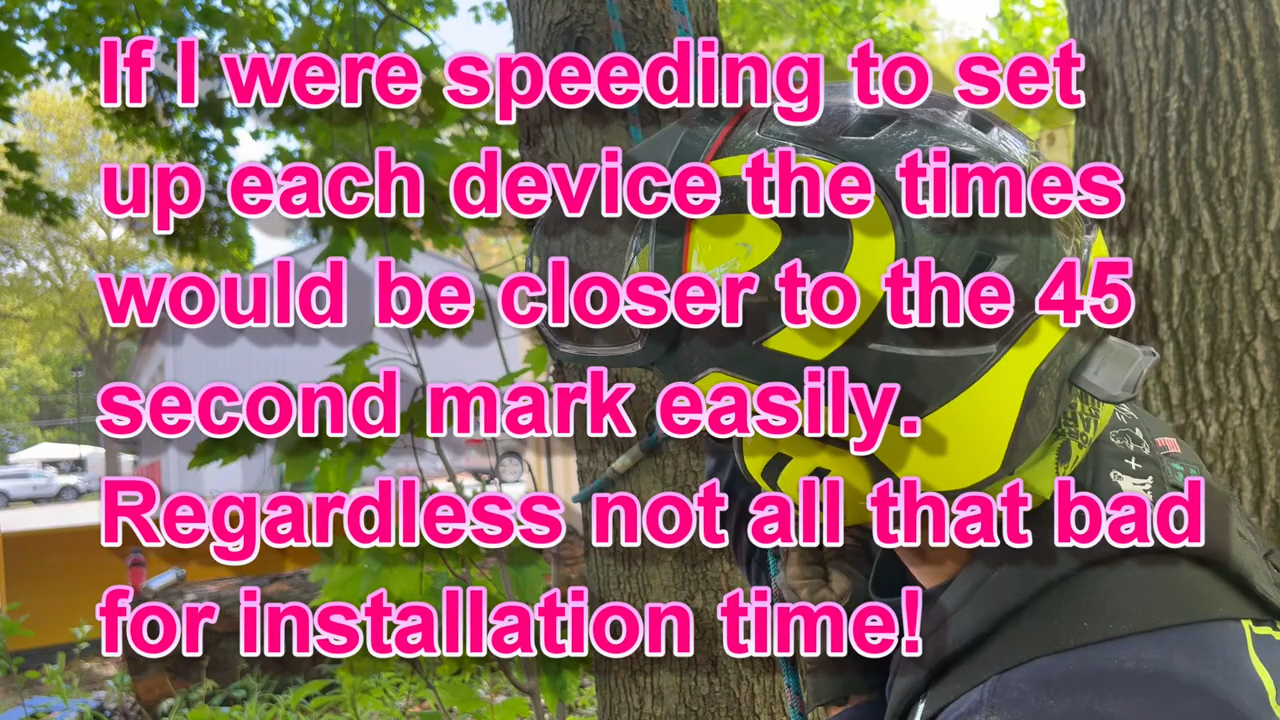 If I were speeding to set
up each device the times
would be closer to the 45
second mark easily.
Regardless not all that bad
for installation time!